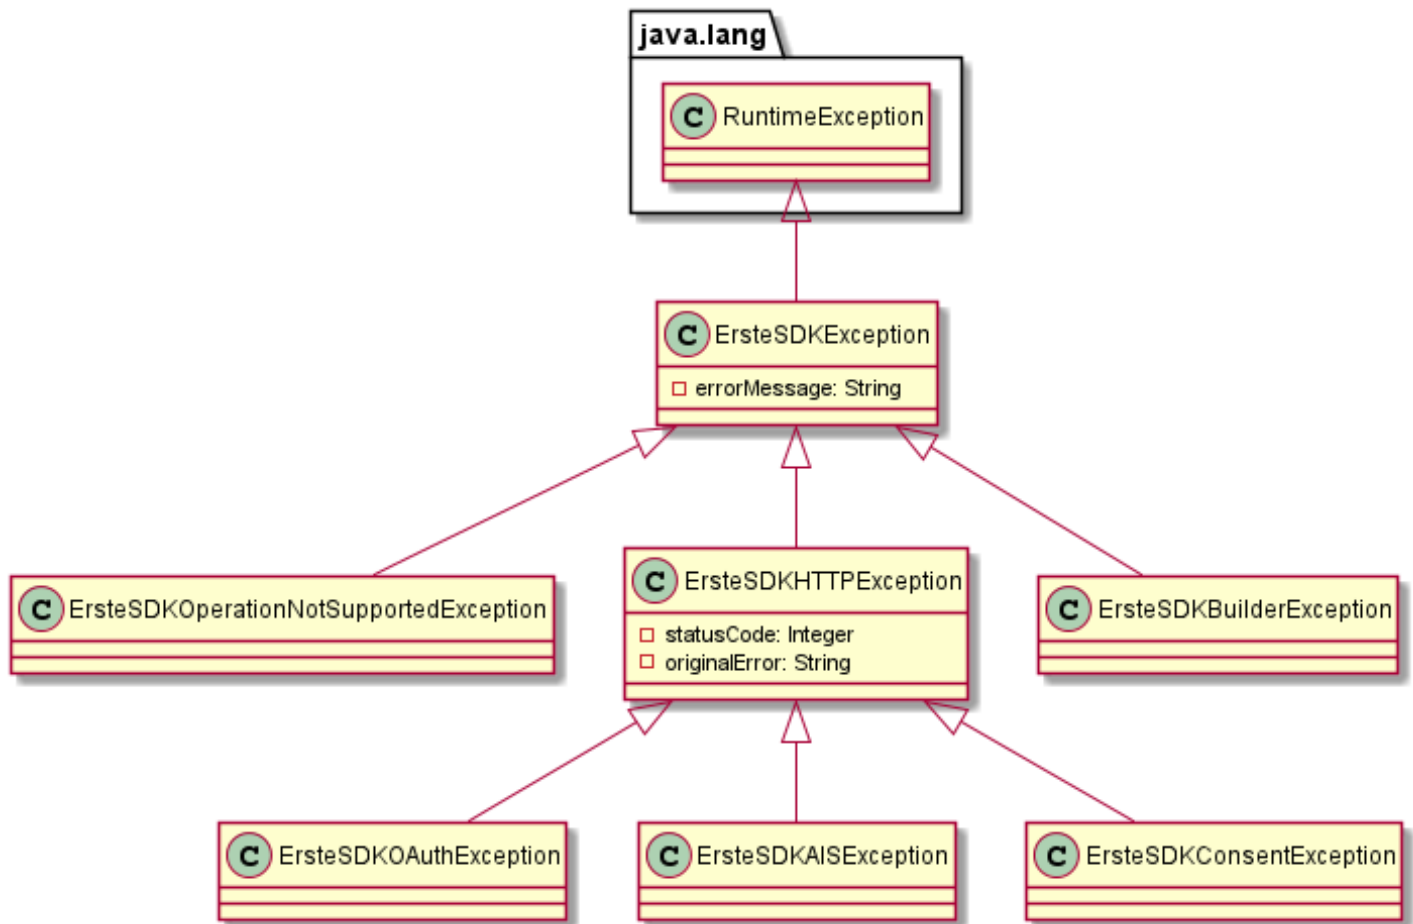 java.lang
C RuntimeException
C ErsteSDKException
errorMessage: String
C ErsteSDKOperationNotSupportedException
C ErsteSDKHTTPException
statusCode: Integer
originalError: String
C ErsteSDKBuilderException
C ErsteSDKOAuthException
C ErsteSDKAISException
C ErsteSDKConsentException